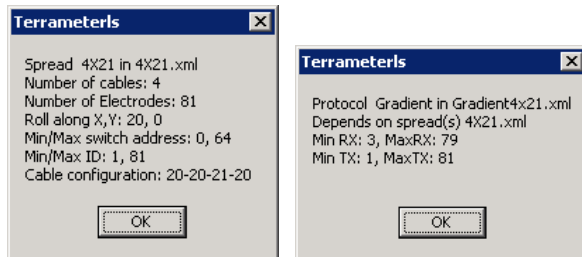 Terrameterls
Spread 4X21 in 4X21.xml
Number of cables: 4
Number of Electrodes: 81
Roll along X,Y: 20, 0
Min/Max switch address: 0, 64
Min/Max ID: 1, 81
Cable configuration: 20-20-21-20
OK
Terrameterls
Protocol Gradient in Gradient4x21.xml
Depends on spread(s) 4X21.xml
Min RX: 3, MaxRX: 79
Min TX: 1, MaxTX: 81
OK